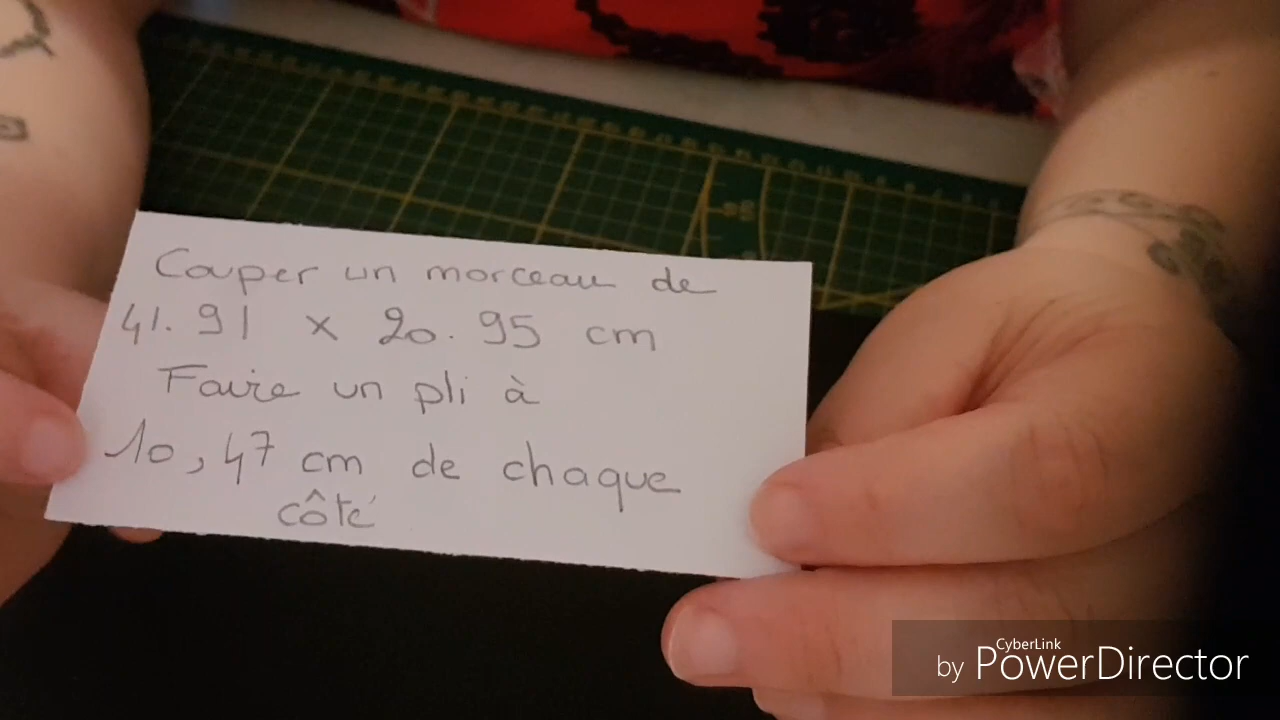 Couper un morceau de
41.91 x 20.95 cm
Faire un pli à
10,47 cm de chaque
côté
CyberLink
by PowerDirector